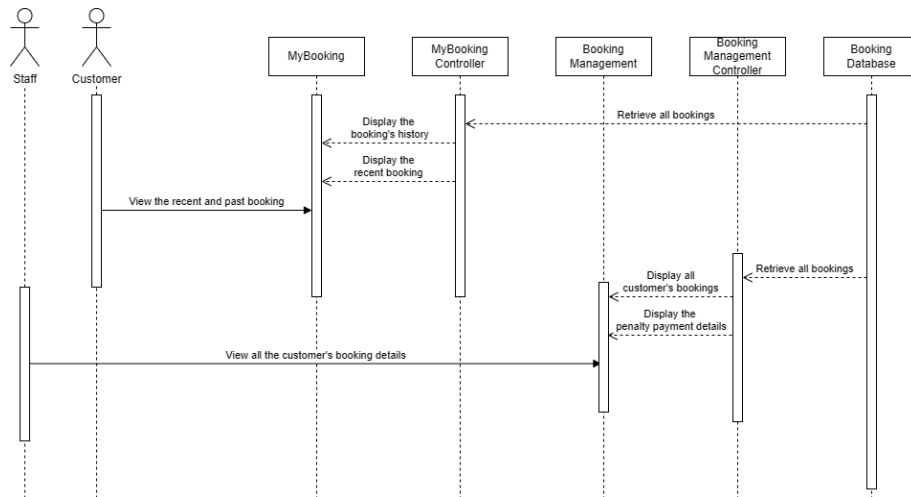 Staff
Customer
MyBooking
MyBooking
Controller
Booking
Management
Booking
Management
Controller
Booking
Database
Retrieve all bookings
Display the
booking's history
Display the
recent booking
View the recent and past booking
Retrieve all bookings
Display all
customer's bookings
Display the
penalty payment details
View all the customer's booking details